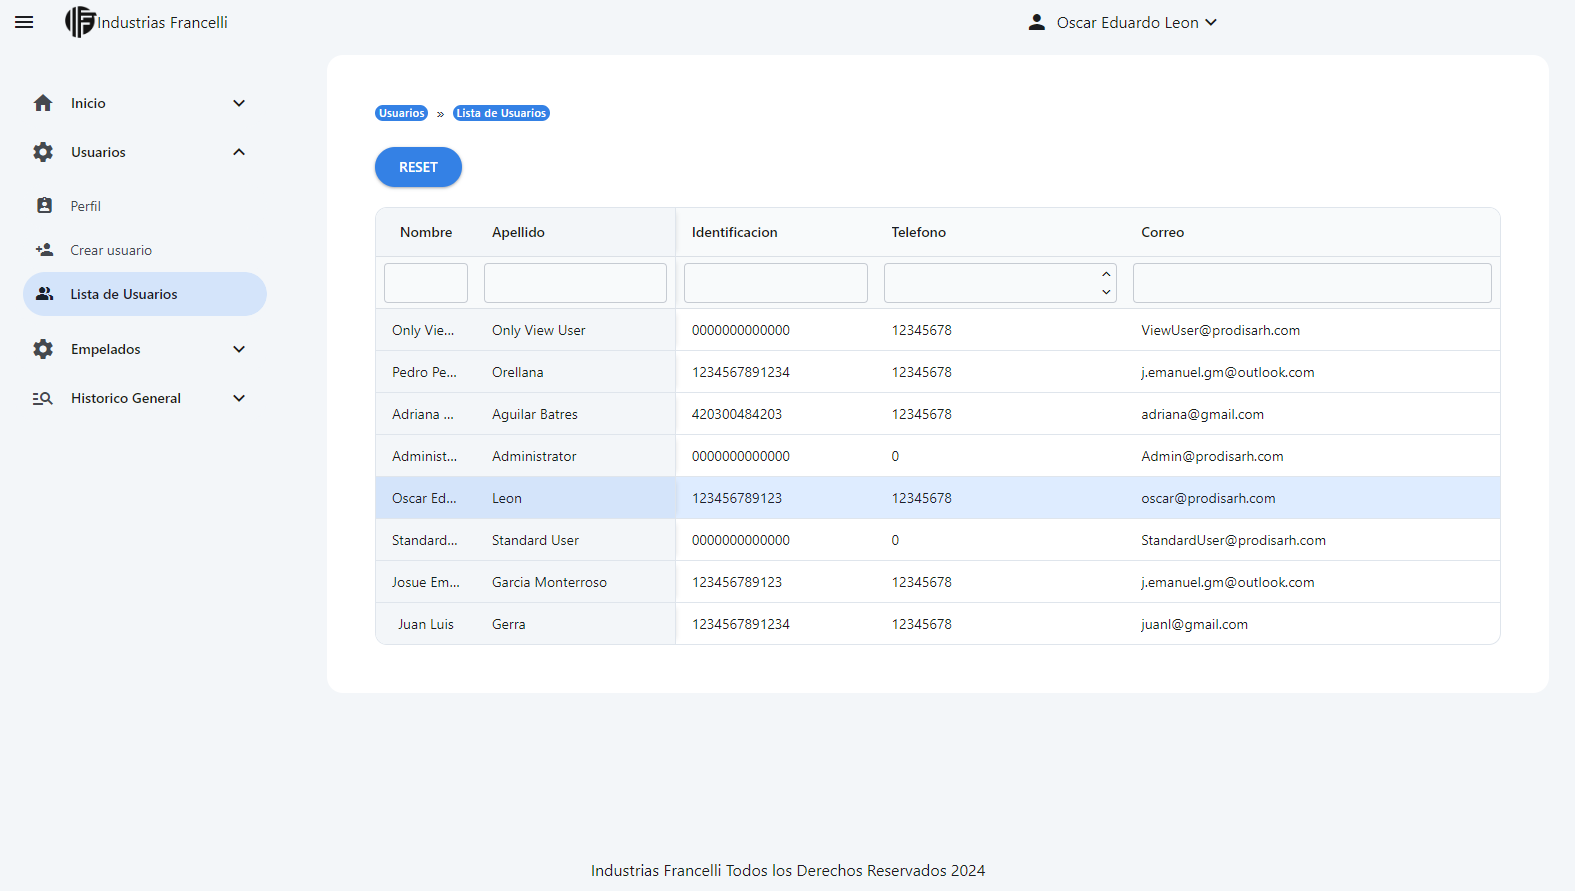 Industrias Francelli
Oscar Eduardo Leon
Inicio
Usuarios
Perfil
Crear usuario
Lista de Usuarios
Empelados
Historico General
Usuarios » Lista de Usuarios
RESET
Nombre Apellido Identificacion Telefono Correo
Only Vie... Only View User 0000000000000 12345678 ViewUser@prodisarh.com
Pedro Pe... Orellana 1234567891234 12345678 j.emanuel.gm@outlook.com
Adriana ... Aguilar Batres 420300484203 12345678 adriana@gmail.com
Administ... Administrator 0000000000000 0 Admin@prodisarh.com
Oscar Ed... Leon 123456789123 12345678 oscar@prodisarh.com
Standard... Standard User 0000000000000 0 StandardUser@prodisarh.com
Josue Em... Garcia Monterroso 123456789123 12345678 j.emanuel.gm@outlook.com
Juan Luis Gerra 1234567891234 12345678 juanl@gmail.com
Industrias Francelli Todos los Derechos Reservados 2024